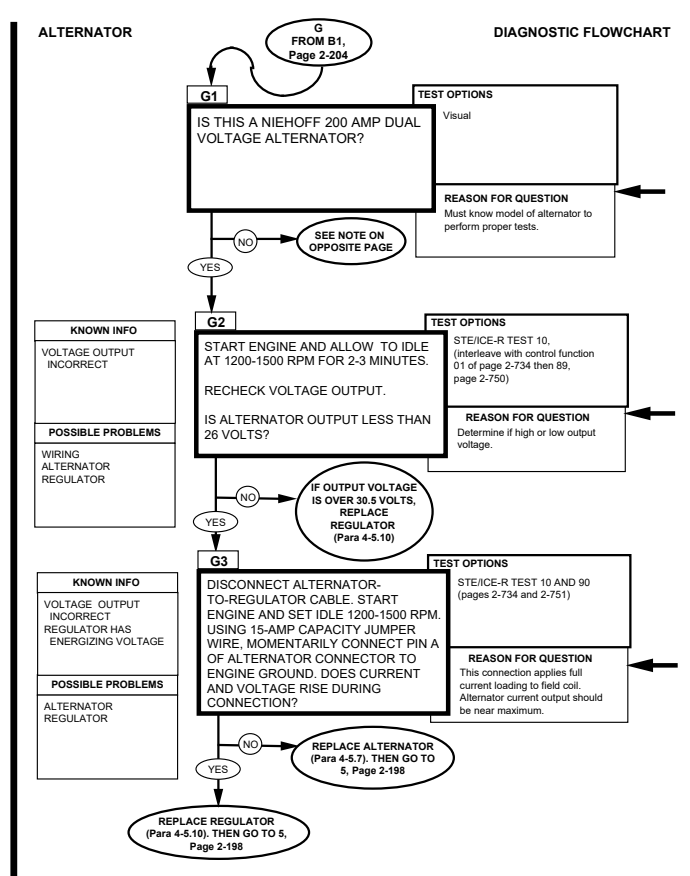 ALTERNATOR
DIAGNOSTIC FLOWCHART
G
FROM B1,
Page 2-204
G1
IS THIS A NIEHOFF 200 AMP DUAL
VOLTAGE ALTERNATOR?
TEST OPTIONS
Visual
REASON FOR QUESTION
Must know model of alternator to
perform proper tests.
NO
SEE NOTE ON
OPPOSITE PAGE
YES
G2
KNOWN INFO
VOLTAGE OUTPUT
INCORRECT
POSSIBLE PROBLEMS
WIRING
ALTERNATOR
REGULATOR
START ENGINE AND ALLOW TO IDLE
AT 1200-1500 RPM FOR 2-3 MINUTES.
RECHECK VOLTAGE OUTPUT.
IS ALTERNATOR OUTPUT LESS THAN
26 VOLTS?
TEST OPTIONS
STE/ICE-R TEST 10,
(interleave with control function
01 of page 2-734 then 89,
page 2-750)
REASON FOR QUESTION
Determine if high or low output
voltage.
NO
IF OUTPUT VOLTAGE
IS OVER 30.5 VOLTS,
REPLACE
REGULATOR
(Para 4-5.10)
YES
G3
KNOWN INFO
VOLTAGE OUTPUT
INCORRECT
REGULATOR HAS
ENERGIZING VOLTAGE
POSSIBLE PROBLEMS
ALTERNATOR
REGULATOR
DISCONNECT ALTERNATOR-
TO-REGULATOR CABLE. START
ENGINE AND SET IDLE 1200-1500 RPM.
USING 15-AMP CAPACITY JUMPER
WIRE, MOMENTARILY CONNECT PIN A
OF ALTERNATOR CONNECTOR TO
ENGINE GROUND. DOES CURRENT
AND VOLTAGE RISE DURING
CONNECTION?
TEST OPTIONS
STE/ICE-R TEST 10 AND 90
(pages 2-734 and 2-751)
REASON FOR QUESTION
This connection applies full
current loading to field coil.
Alternator current output should
be near maximum.
NO
REPLACE ALTERNATOR
(Para 4-5.7). THEN GO TO
5, Page 2-198
YES
REPLACE REGULATOR
(Para 4-5.10). THEN GO TO 5,
Page 2-198